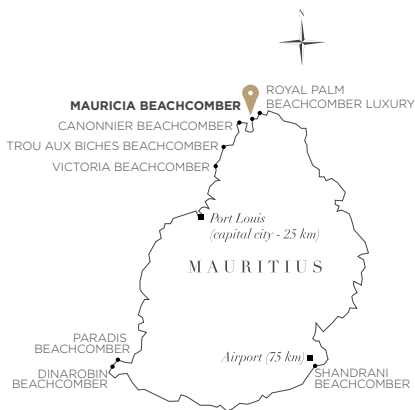 N
ROYAL PALM
BEACHCOMBER LUXURY
MAURICIA BEACHCOMBER
CANONNIER BEACHCOMBER
TROU AUX BICHES BEACHCOMBER
VICTORIA BEACHCOMBER
Port Louis
(capital city - 25 km)
MAURITIUS
PARADIS
BEACHCOMBER
DINAROBIN
BEACHCOMBER
Airport (75 km)
SHANDRANI
BEACHCOMBER